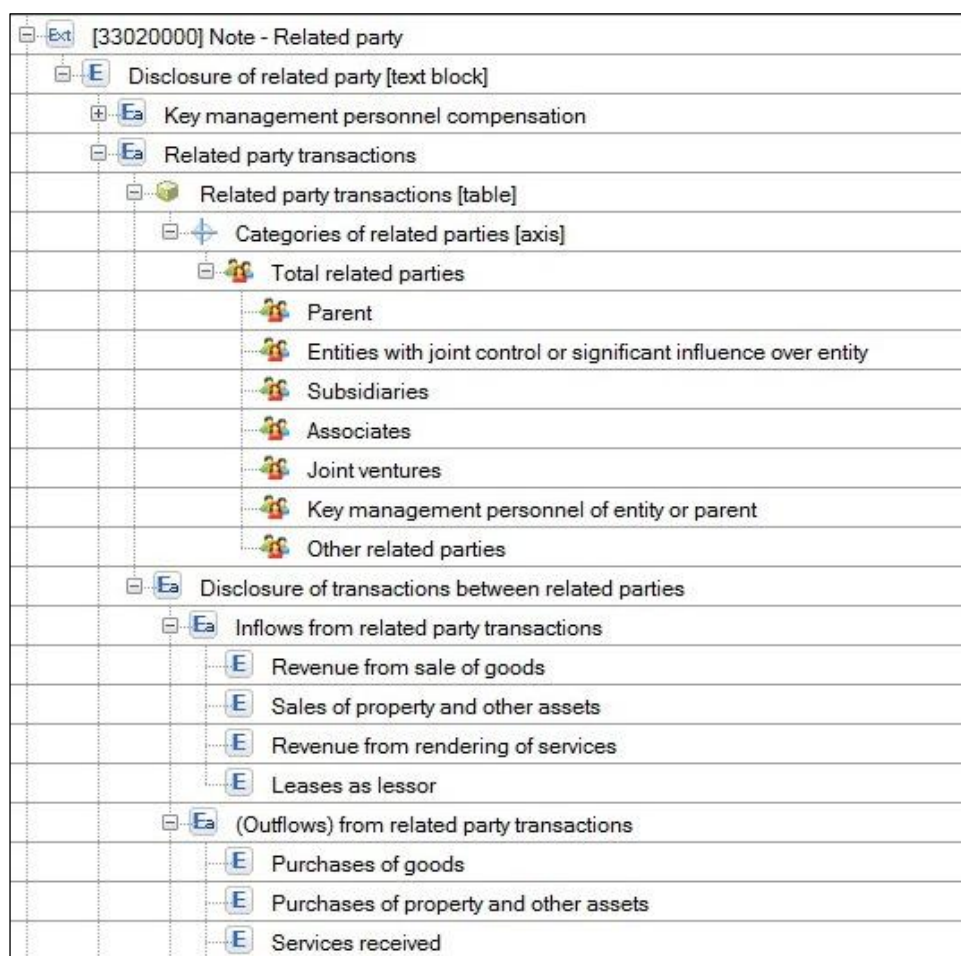 Ext [33020000] Note - Related party
E Disclosure of related party [text block]
Ea Key management personnel compensation
Ea Related party transactions
Related party transactions [table]
Categories of related parties [axis]
Total related parties
Parent
Entities with joint control or significant influence over entity
Subsidiaries
Associates
Joint ventures
Key management personnel of entity or parent
Other related parties
Ea Disclosure of transactions between related parties
Ea Inflows from related party transactions
E Revenue from sale of goods
E Sales of property and other assets
E Revenue from rendering of services
E Leases as lessor
Ea (Outflows) from related party transactions
E Purchases of goods
E Purchases of property and other assets
E Services received